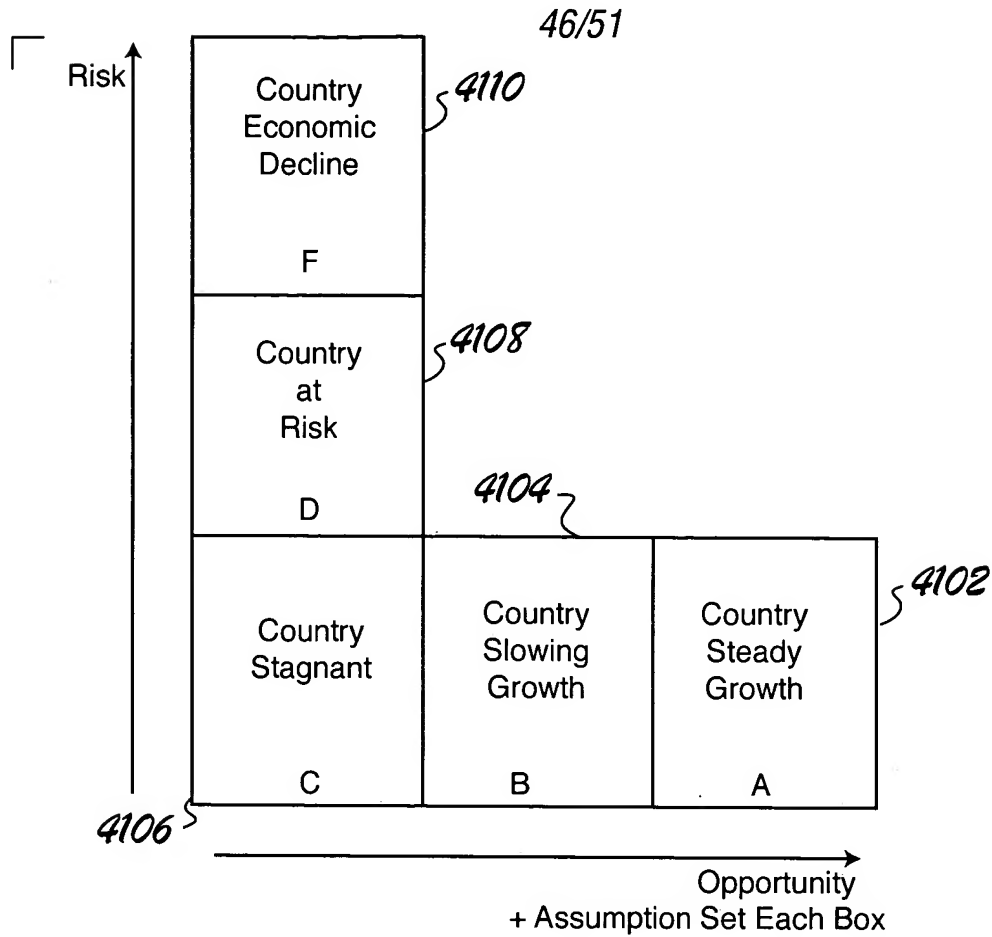 46/51
Risk
Country
Economic
Decline
F
4110
Country
at
Risk
D
4108
4104
Country
Stagnant
C
4106
Country
Slowing
Growth
B
Country
Steady
Growth
A
4102
Opportunity
+ Assumption Set Each Box